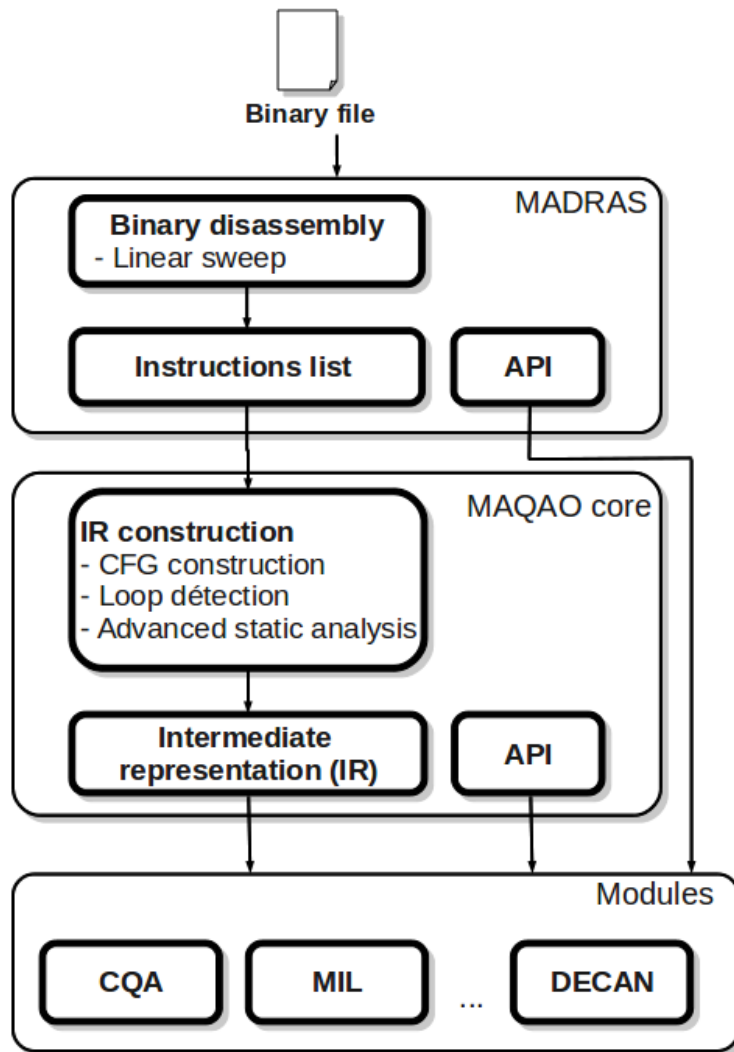 Binary file
MADRAS
Binary disassembly
- Linear sweep
Instructions list
API
MAQAO core
IR construction
- CFG construction
- Loop détection
- Advanced static analysis
Intermediate
representation (IR)
API
Modules
CQA
MIL
...
DECAN